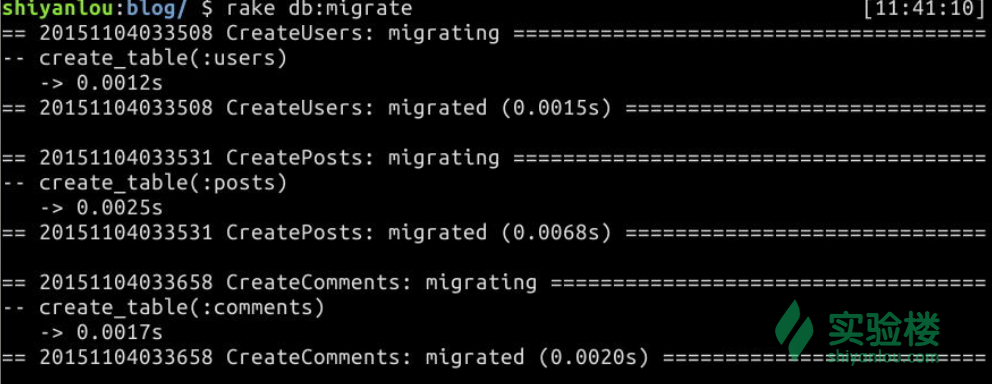 shiyanlou:blog/ $ rake db:migrate [11:41:10]
== 20151104033508 CreateUsers: migrating ======================================
-- create_table(:users)
   -> 0.0012s
== 20151104033508 CreateUsers: migrated (0.0015s) =============================

== 20151104033531 CreatePosts: migrating ======================================
-- create_table(:posts)
   -> 0.0025s
== 20151104033531 CreatePosts: migrated (0.0068s) =============================

== 20151104033658 CreateComments: migrating ===================================
-- create_table(:comments)
   -> 0.0017s
== 20151104033658 CreateComments: migrated (0.0020s) ==========================
实验楼
shiyanlou.com